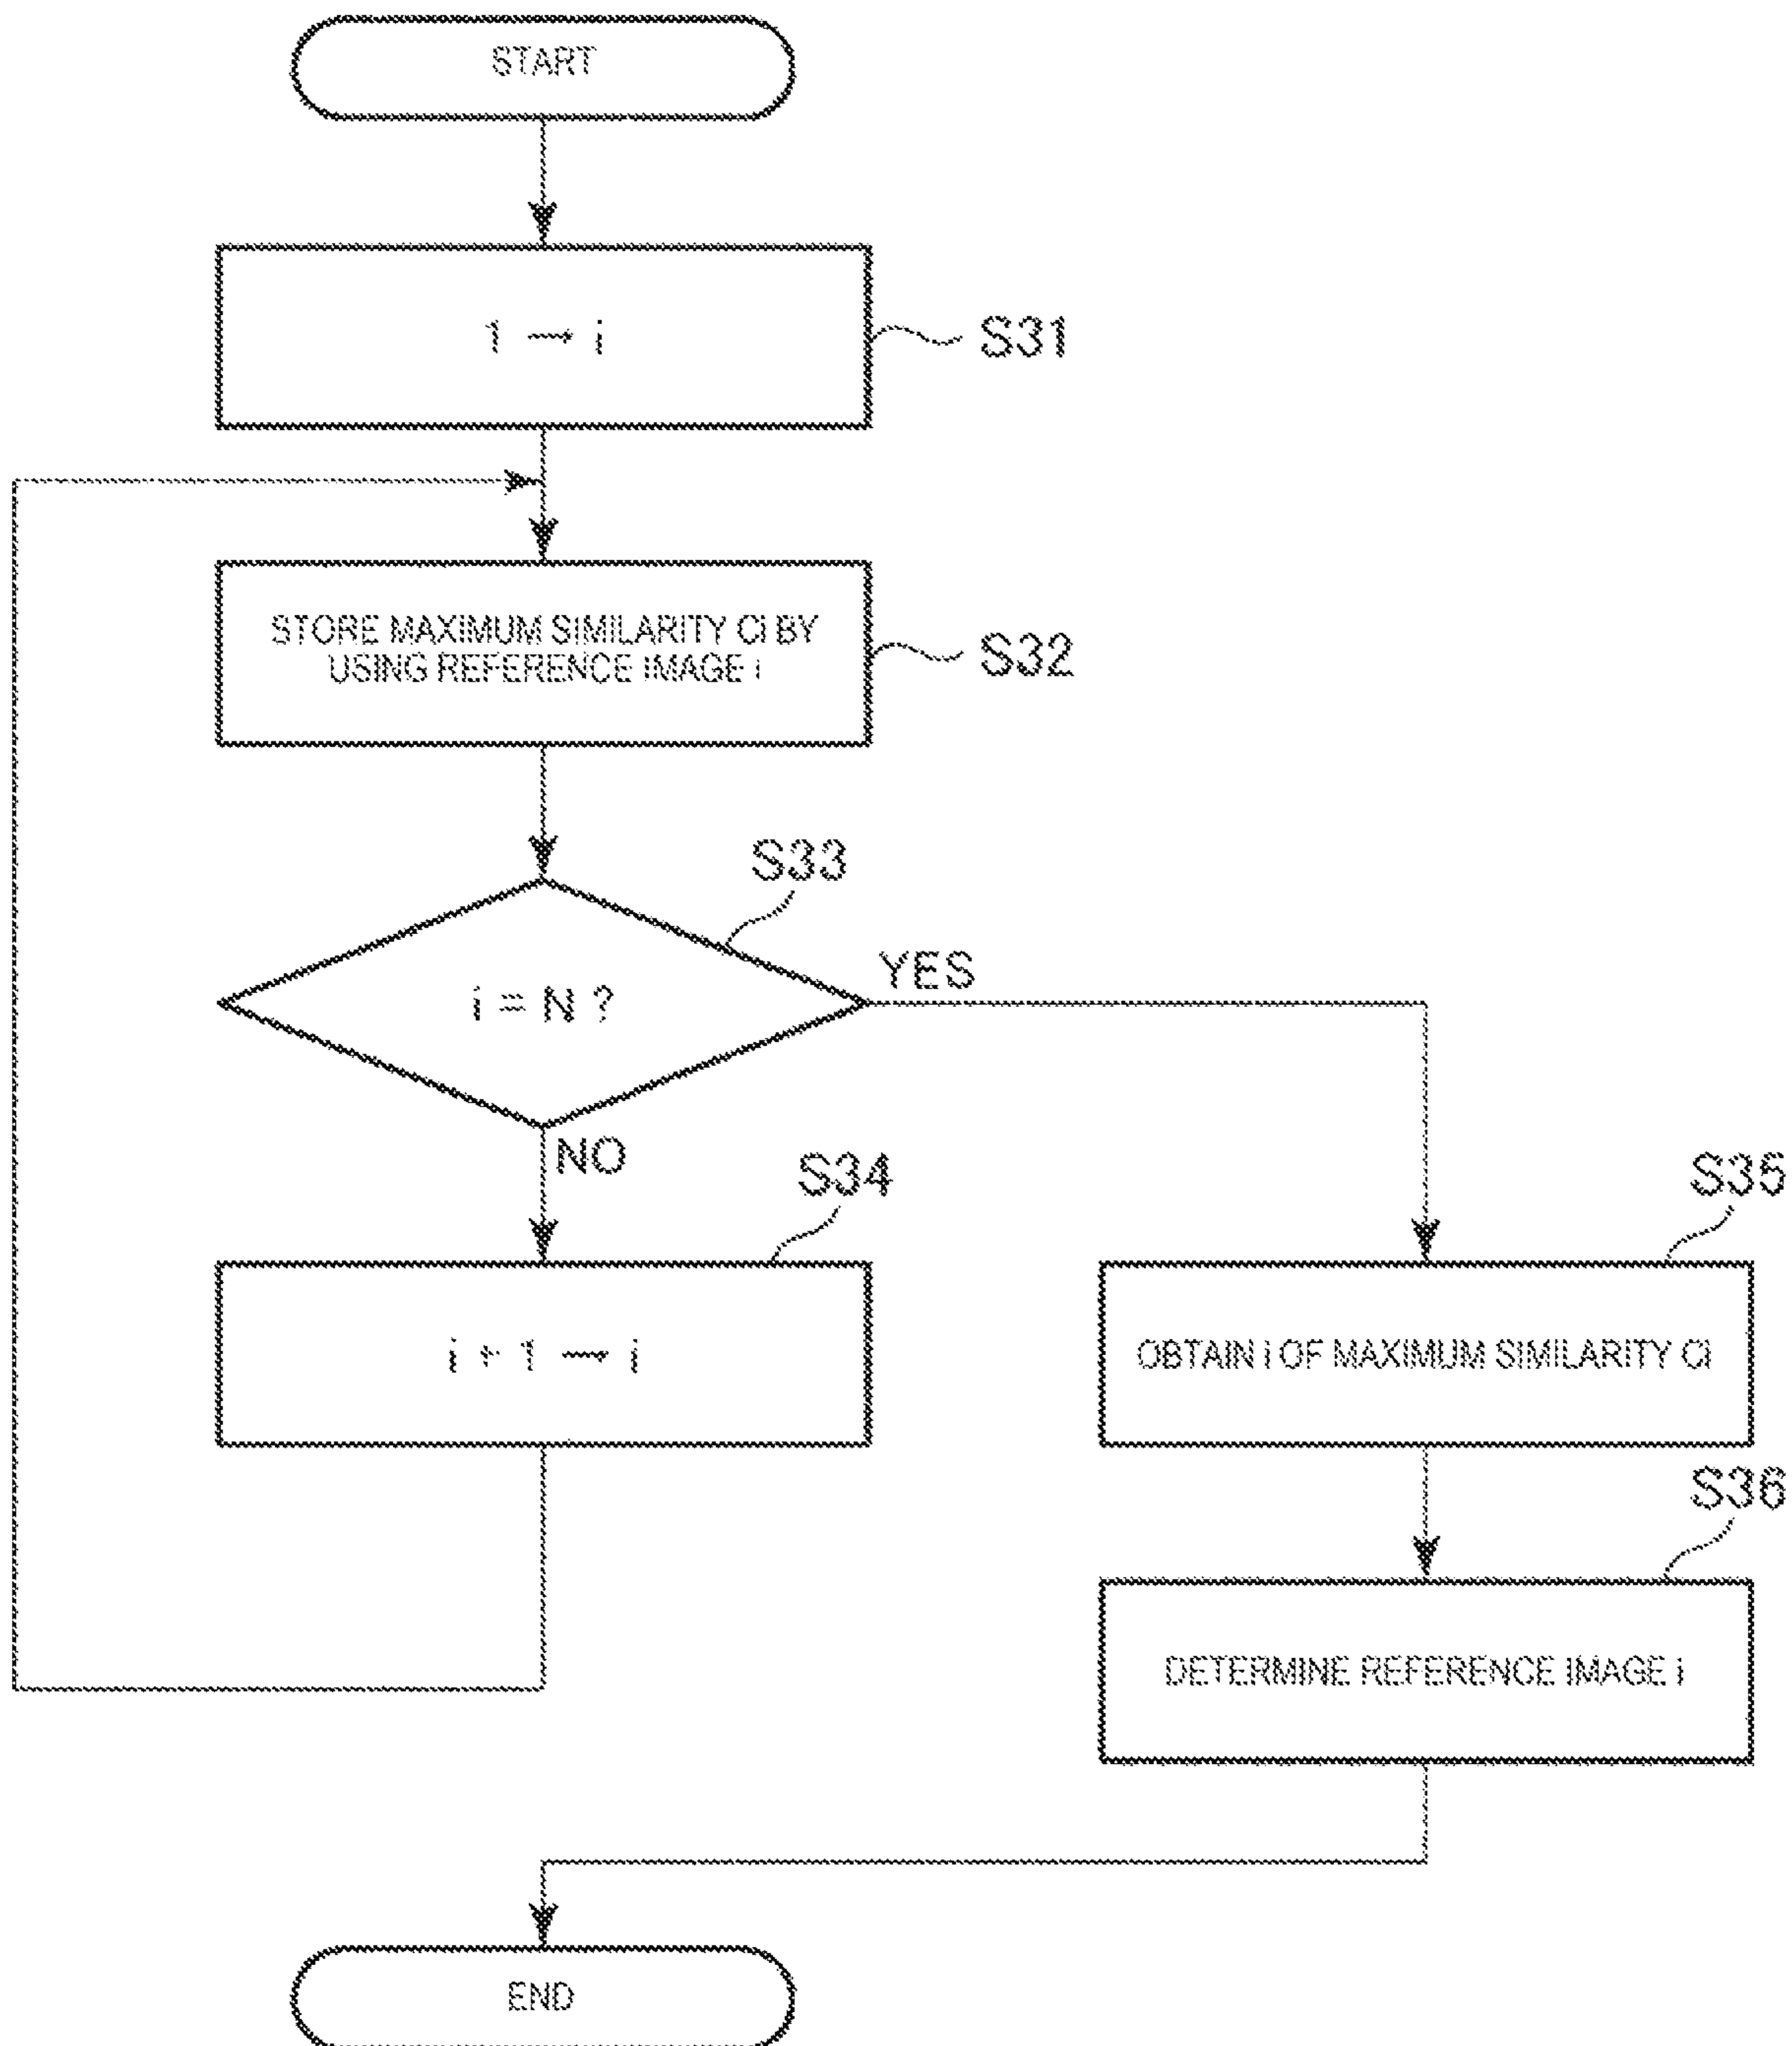 START
1 → i
S31
STORE MAXIMUM SIMILARITY Ci BY
USING REFERENCE IMAGE i
S32
S33
i = N ?
YES
NO
S34
i + 1 → i
S35
OBTAIN i OF MAXIMUM SIMILARITY Ci
S36
DETERMINE REFERENCE IMAGE i
END